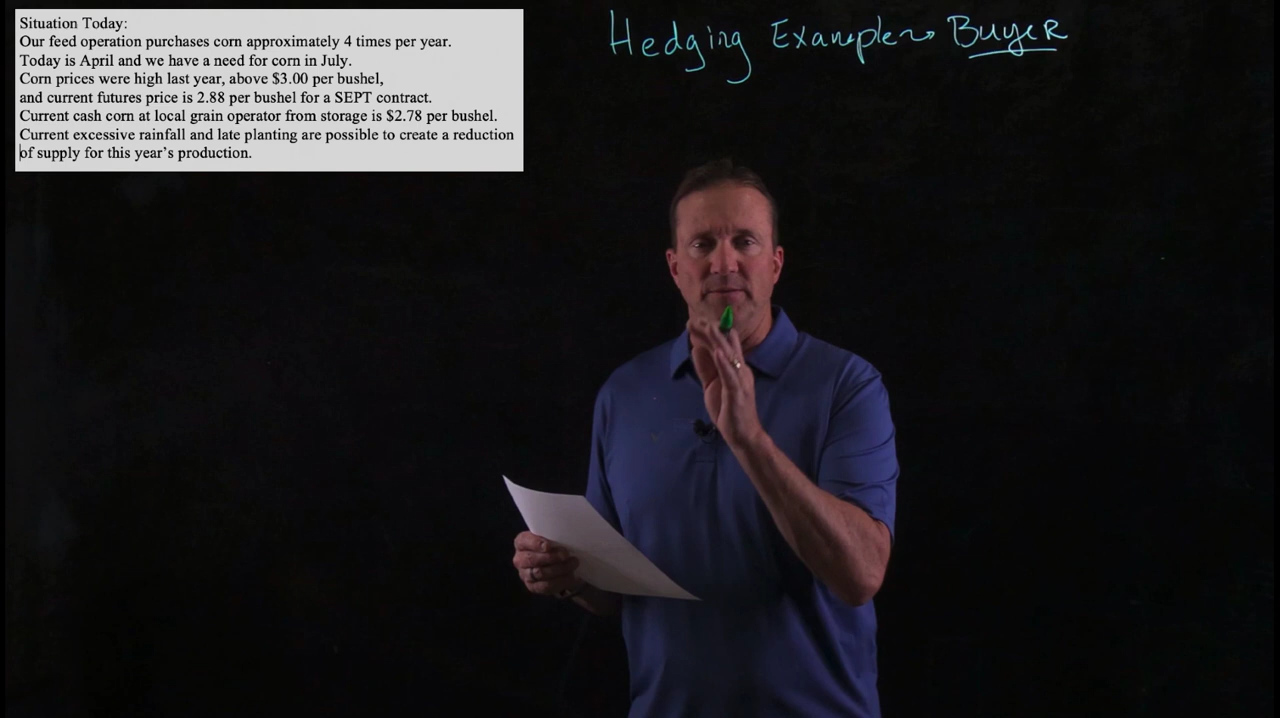 Situation Today:
Our feed operation purchases corn approximately 4 times per year.
Today is April and we have a need for corn in July.
Corn prices were high last year, above $3.00 per bushel,
and current futures price is 2.88 per bushel for a SEPT contract.
Current cash corn at local grain operator from storage is $2.78 per bushel.
Current excessive rainfall and late planting are possible to create a reduction
of supply for this year's production.
Hedging Example~ Buyer